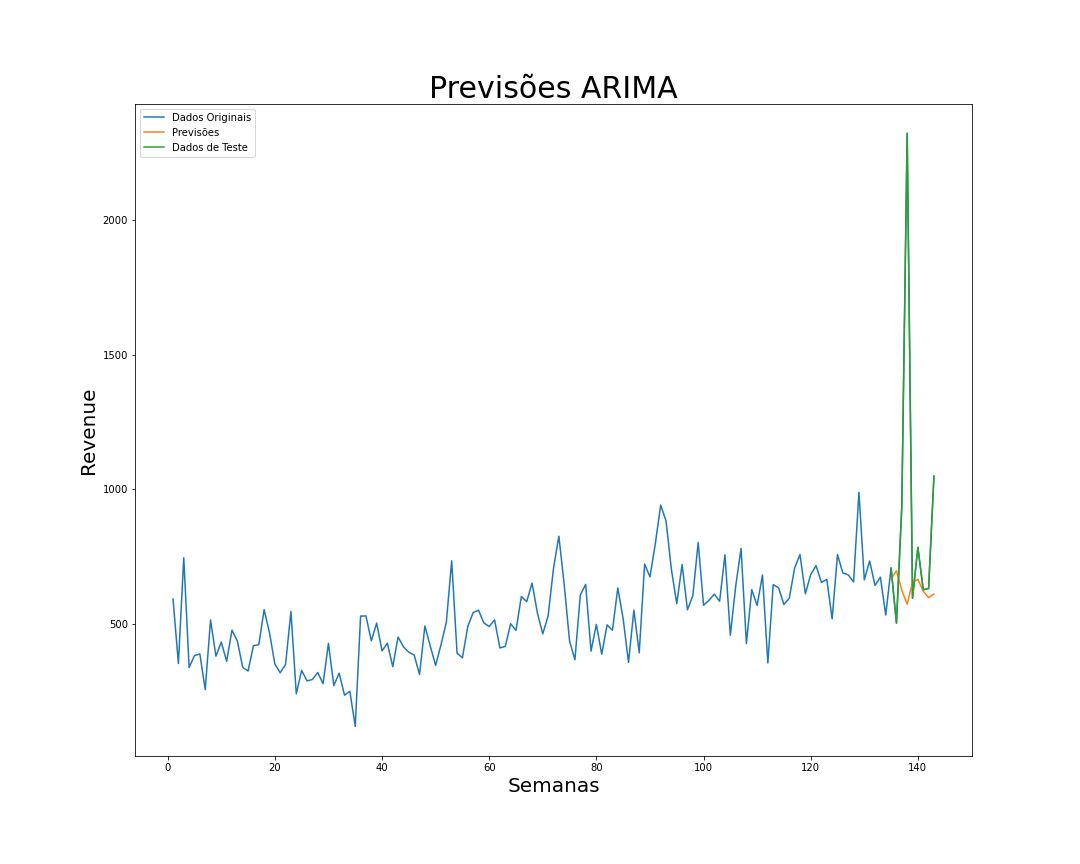 Previsões ARIMA
Dados Originais
Previsões
Dados de Teste
Revenue
2000
1500
1000
500
0 20 40 60 80 100 120 140
Semanas